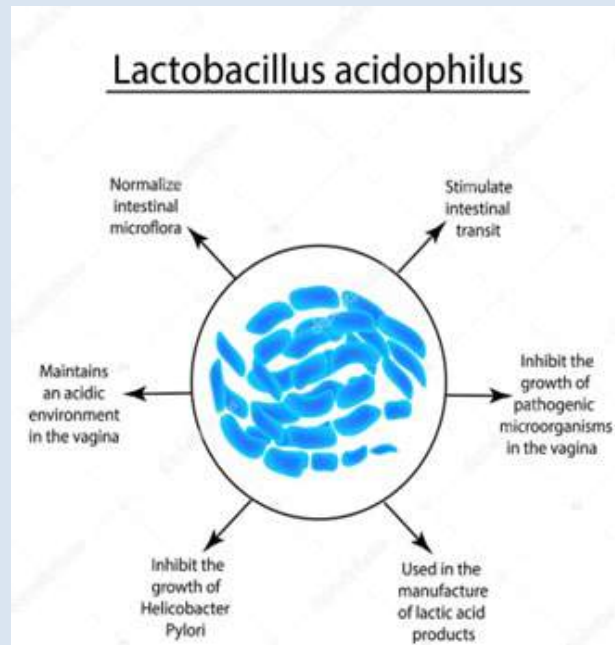 Lactobacillus acidophilus
Normalize
intestinal
microflora
Stimulate
intestinal
transit
Maintains
an acidic
environment
in the vagina
Inhibit the
growth of
pathogenic
microorganisms
in the vagina
Inhibit the
growth of
Helicobacter
Pylori
Used in the
manufacture
of lactic acid
products